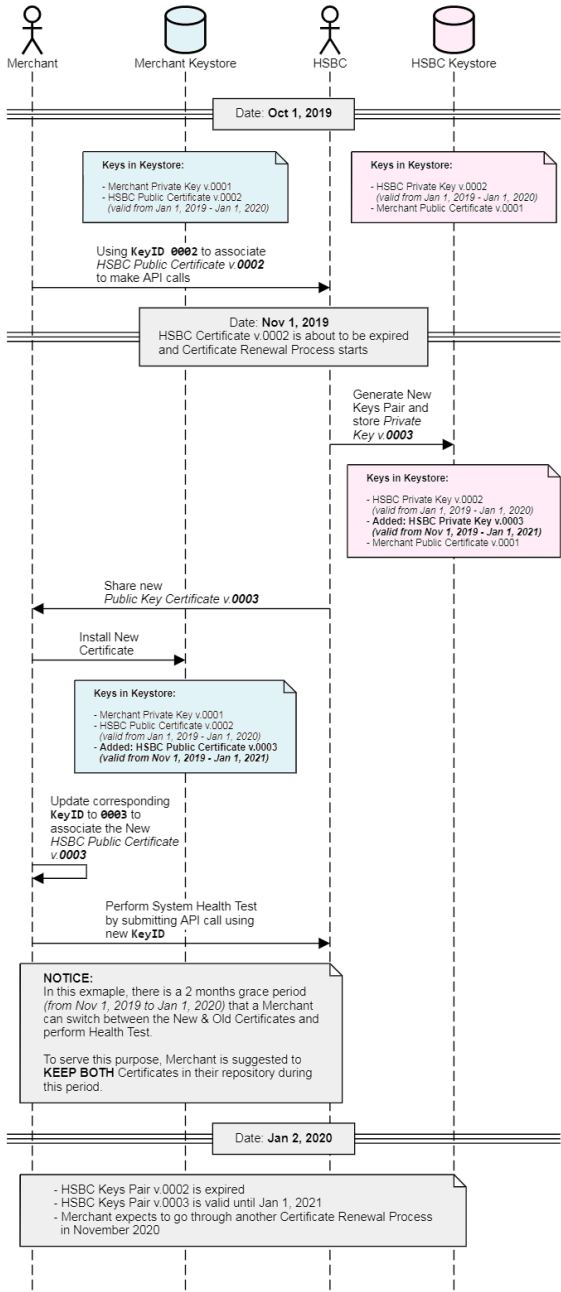 Merchant
Merchant Keystore
HSBC
HSBC Keystore
Date: Oct 1, 2019
Keys in Keystore:
- Merchant Private Key v.0001
- HSBC Public Certificate v.0002
(valid from Jan 1, 2019 - Jan 1, 2020)
Keys in Keystore:
- HSBC Private Key v.0002
(valid from Jan 1, 2019 - Jan 1, 2020)
- Merchant Public Certificate v.0001
Using KeyID 0002 to associate
HSBC Public Certificate v.0002
to make API calls
Date: Nov 1, 2019
HSBC Certificate v.0002 is about to be expired
and Certificate Renewal Process starts
Generate New
Keys Pair and
store Private
Key v.0003
Keys in Keystore:
- HSBC Private Key v.0002
(valid from Jan 1, 2019 - Jan 1, 2020)
- Added: HSBC Private Key v.0003
(valid from Nov 1, 2019 - Jan 1, 2021)
- Merchant Public Certificate v.0001
Share new
Public Key Certificate v.0003
Install New
Certificate
Keys in Keystore:
- Merchant Private Key v.0001
- HSBC Public Certificate v.0002
(valid from Jan 1, 2019 - Jan 1, 2020)
- Added: HSBC Public Certificate v.0003
(valid from Nov 1, 2019 - Jan 1, 2021)
Update corresponding
KeyID to 0003 to
associate the New
HSBC Public Certificate
v.0003
Perform System Health Test
by submitting API call using
new KeyID
NOTICE:
In this exmaple, there is a 2 months grace period
(from Nov 1, 2019 to Jan 1, 2020) that a Merchant
can switch between the New & Old Certificates and
perform Health Test.
To serve this purpose, Merchant is suggested to
KEEP BOTH Certificates in their repository during
this period.
Date: Jan 2, 2020
- HSBC Keys Pair v.0002 is expired
- HSBC Keys Pair v.0003 is valid until Jan 1, 2021
- Merchant expects to go through another Certificate Renewal Process
in November 2020